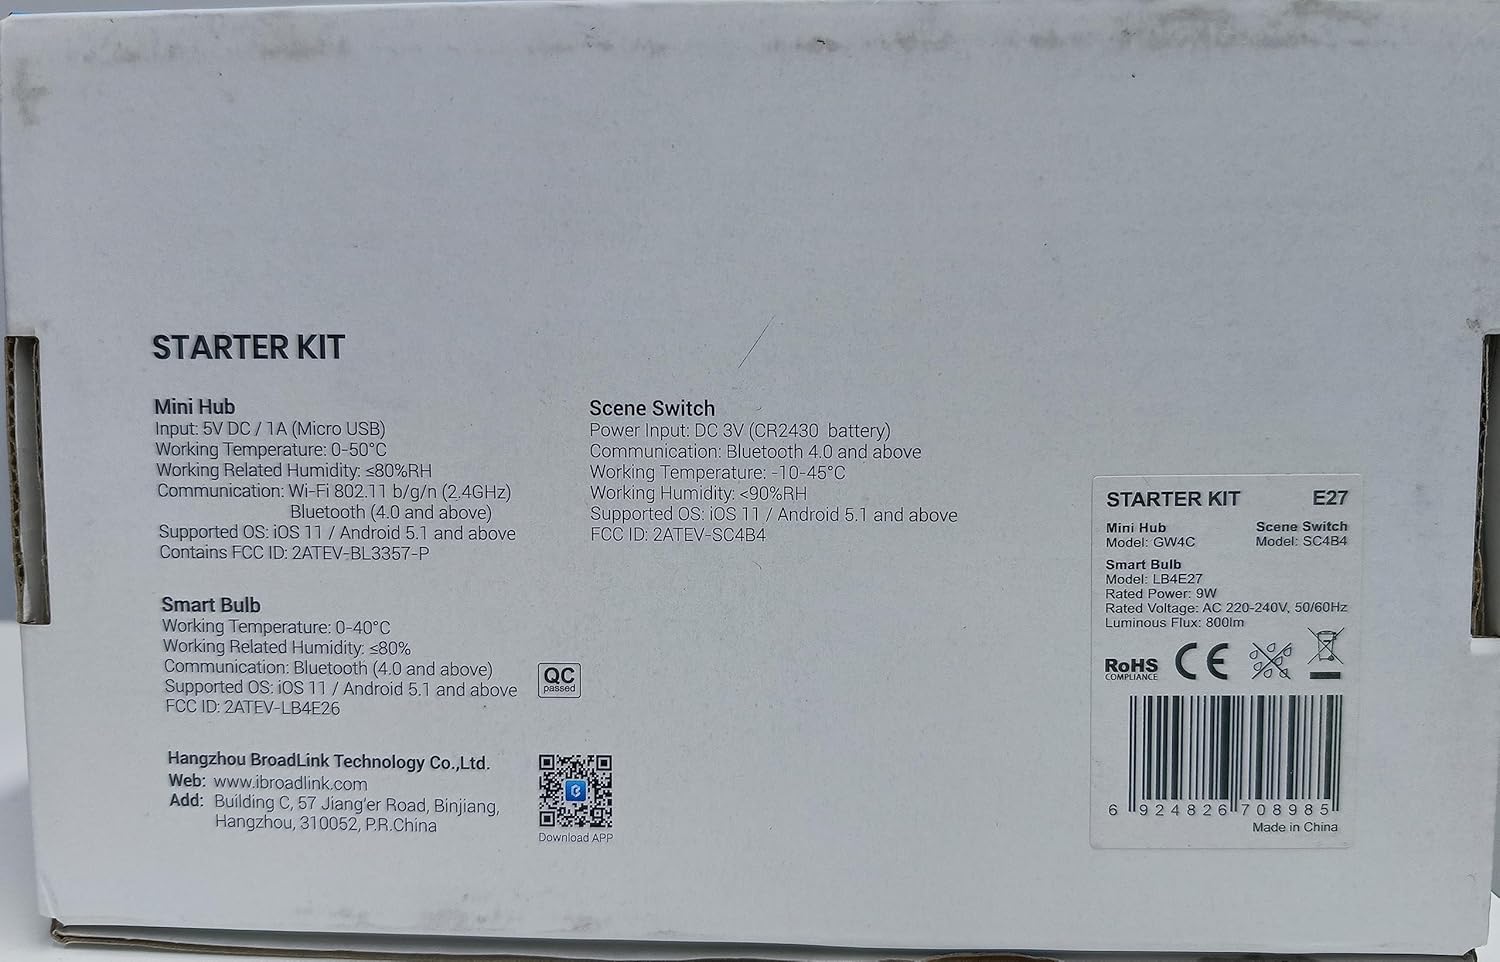 STARTER KIT
Mini Hub
Input: 5V DC / 1A (Micro USB)
Working Temperature: 0-50°C
Working Related Humidity: ≤80%RH
Communication: Wi-Fi 802.11 b/g/n (2.4GHz)
Bluetooth (4.0 and above)
Supported OS: iOS 11 / Android 5.1 and above
Contains FCC ID: 2ATEV-BL3357-P
Smart Bulb
Working Temperature: 0-40°C
Working Related Humidity: ≤80%
Communication: Bluetooth (4.0 and above)
Supported OS: iOS 11 / Android 5.1 and above
FCC ID: 2ATEV-LB4E26
QC
passed
Hangzhou BroadLink Technology Co.,Ltd.
Web: www.ibroadlink.com
Add: Building C, 57 Jiang'er Road, Binjiang,
Hangzhou, 310052, P.R.China
Download APP
Scene Switch
Power Input: DC 3V (CR2430 battery)
Communication: Bluetooth 4.0 and above
Working Temperature: -10-45°C
Working Humidity: <90%RH
Supported OS: iOS 11 / Android 5.1 and above
FCC ID: 2ATEV-SC4B4
STARTER KIT E27
Mini Hub Scene Switch
Model: GW4C Model: SC4B4
Smart Bulb
Model: LB4E27
Rated Power: 9W
Rated Voltage: AC 220-240V, 50/60Hz
Luminous Flux: 800lm
RoHS
COMPLIANCE
CE
6 924826 708985
Made in China